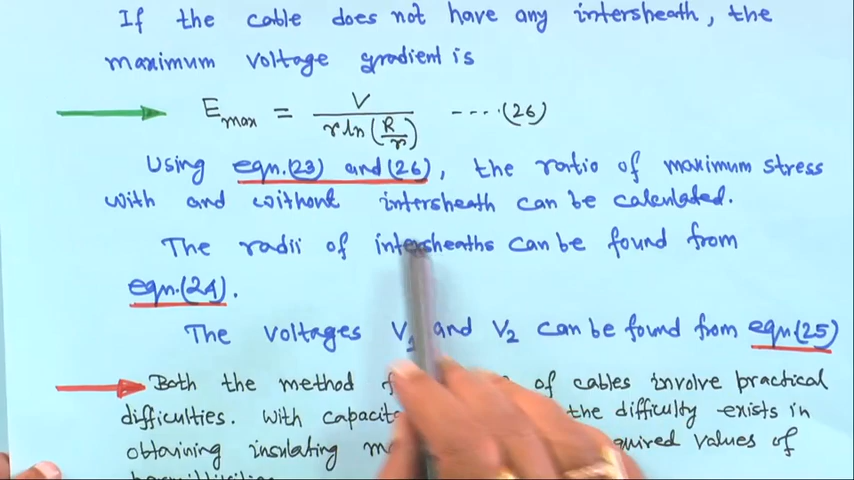 If the cable does not have any intersheath, the
maximum voltage gradient is
E_max = V / (r ln(R/r)) ----(26)
Using eqn.(23) and (26), the ratio of maximum stress
with and without intersheath can be calculated.
The radii of intersheaths can be found from
eqn.(24).
The voltages V1 and V2 can be found from eqn(25)
Both the method of cables involve practical
difficulties. With the difficulty exists in
obtaining insulating values of